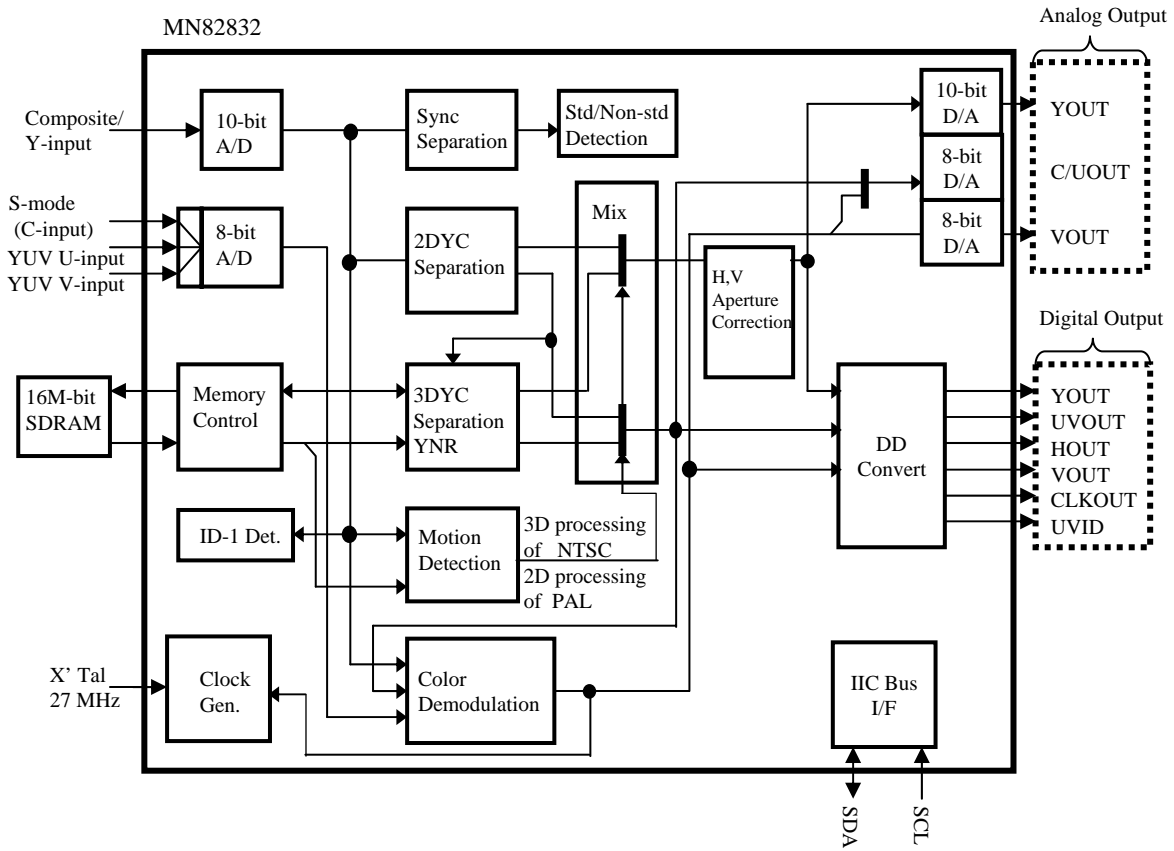 MN82832
Analog Output
Composite/
Y-input
10-bit
A/D
Sync
Separation
Std/Non-std
Detection
10-bit
D/A
YOUT
8-bit
D/A
C/UOUT
8-bit
D/A
VOUT
S-mode
(C-input)
YUV U-input
YUV V-input
8-bit
A/D
2DYC
Separation
Mix
H,V
Aperture
Correction
Digital Output
16M-bit
SDRAM
Memory
Control
3DYC
Separation
YNR
DD
Convert
YOUT
UVOUT
HOUT
VOUT
CLKOUT
UVID
ID-1 Det.
Motion
Detection
3D processing
of NTSC
2D processing
of PAL
X' Tal
27 MHz
Clock
Gen.
Color
Demodulation
IIC Bus
I/F
SDA
SCL